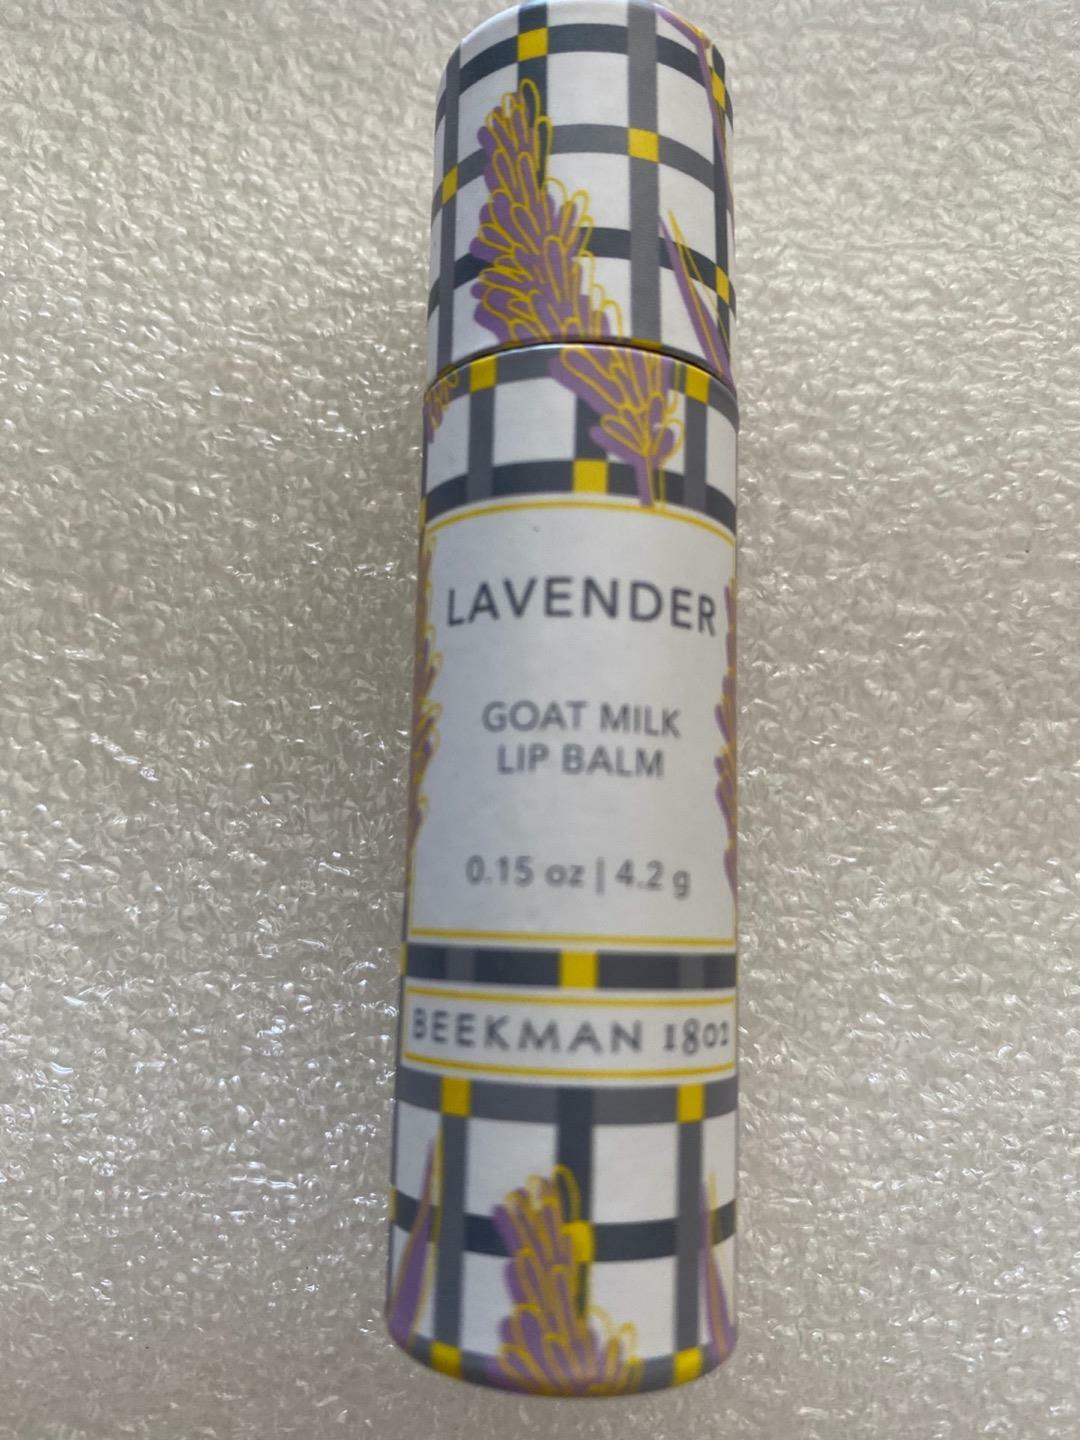 LAVENDER
GOAT MILK
LIP BALM
0.15 oz | 4.2 g
BEEKMAN 1802